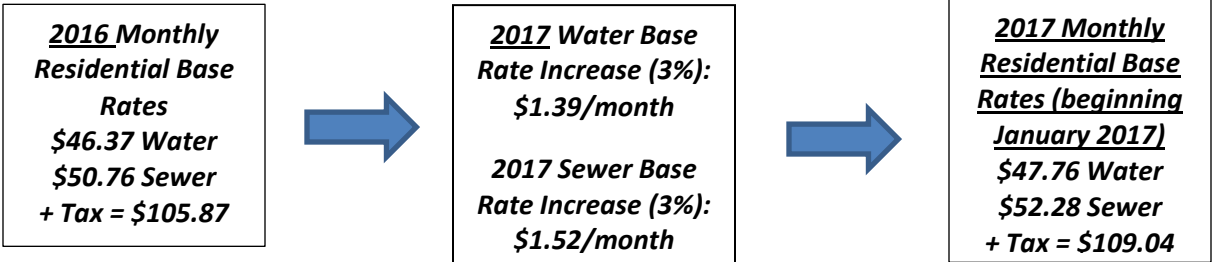 2016 Monthly
Residential Base
Rates
$46.37 Water
$50.76 Sewer
+ Tax = $105.87
2017 Water Base
Rate Increase (3%):
$1.39/month
2017 Sewer Base
Rate Increase (3%):
$1.52/month
2017 Monthly
Residential Base
Rates (beginning
January 2017)
$47.76 Water
$52.28 Sewer
+ Tax = $109.04